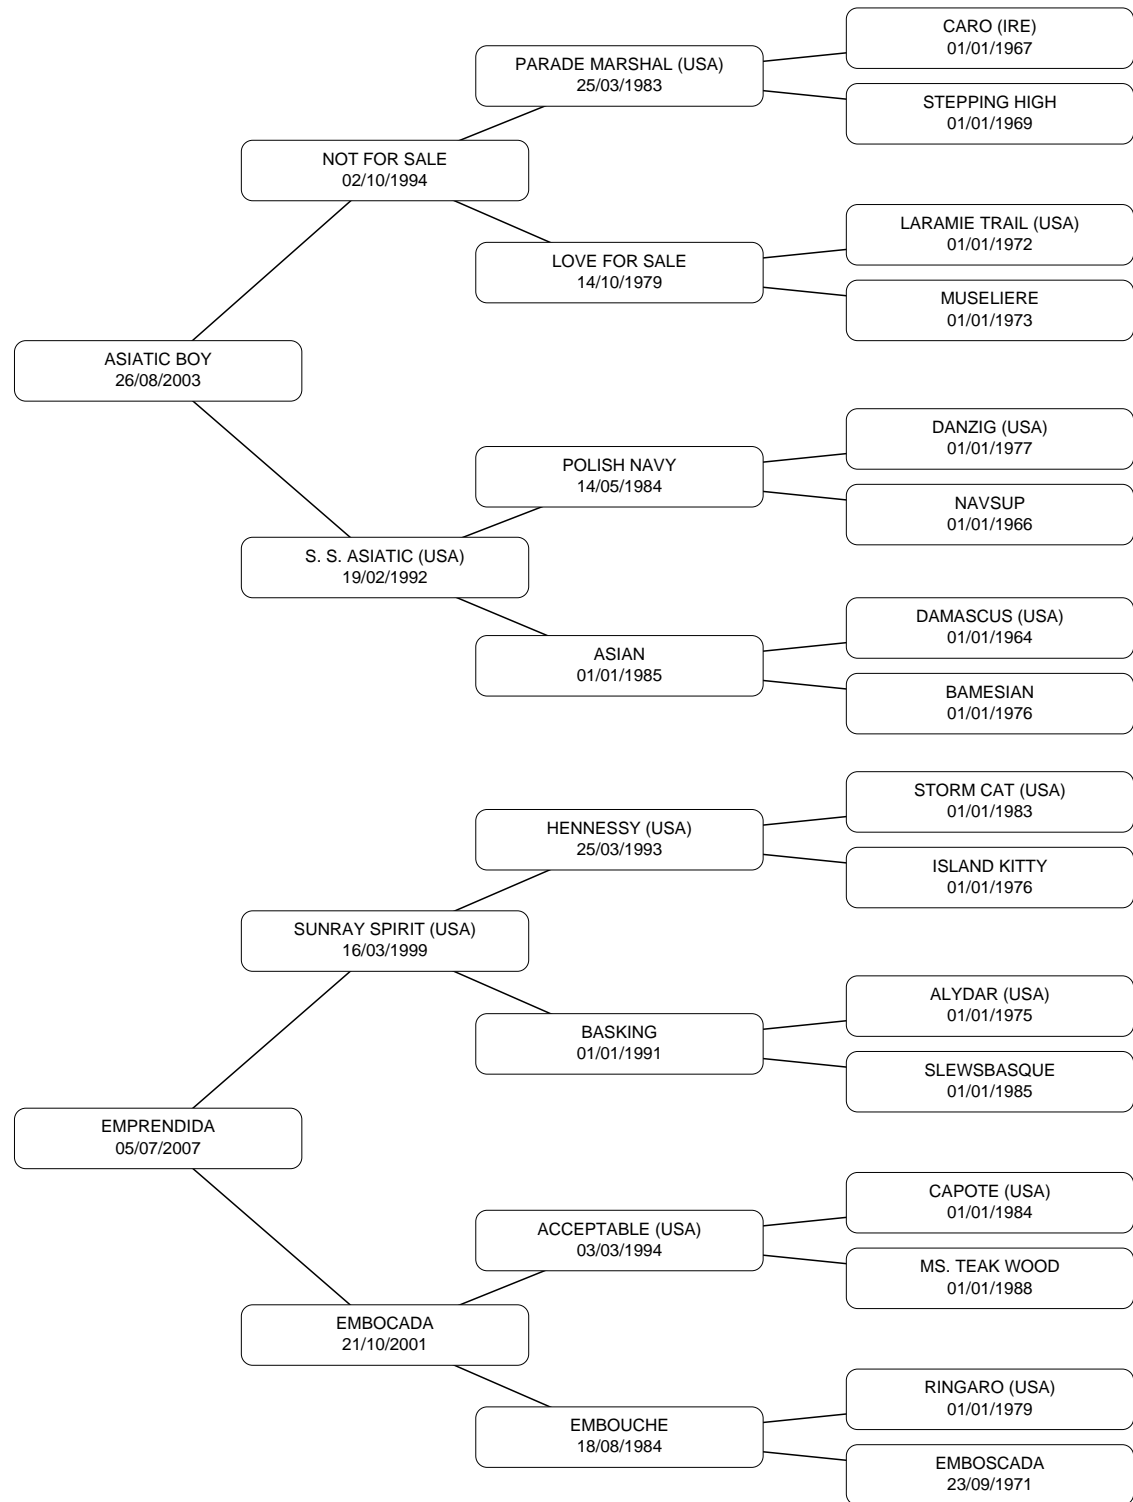 CARO (IRE)
01/01/1967
PARADE MARSHAL (USA)
25/03/1983
STEPPING HIGH
01/01/1969
NOT FOR SALE
02/10/1994
LARAMIE TRAIL (USA)
01/01/1972
LOVE FOR SALE
14/10/1979
MUSELIERE
01/01/1973
ASIATIC BOY
26/08/2003
DANZIG (USA)
01/01/1977
POLISH NAVY
14/05/1984
NAVSUP
01/01/1966
S. S. ASIATIC (USA)
19/02/1992
DAMASCUS (USA)
01/01/1964
ASIAN
01/01/1985
BAMESIAN
01/01/1976
STORM CAT (USA)
01/01/1983
HENNESSY (USA)
25/03/1993
ISLAND KITTY
01/01/1976
SUNRAY SPIRIT (USA)
16/03/1999
ALYDAR (USA)
01/01/1975
BASKING
01/01/1991
SLEWSBASQUE
01/01/1985
EMPRENDIDA
05/07/2007
CAPOTE (USA)
01/01/1984
ACCEPTABLE (USA)
03/03/1994
MS. TEAK WOOD
01/01/1988
EMBOCADA
21/10/2001
RINGARO (USA)
01/01/1979
EMBOUCHE
18/08/1984
EMBOSCADA
23/09/1971